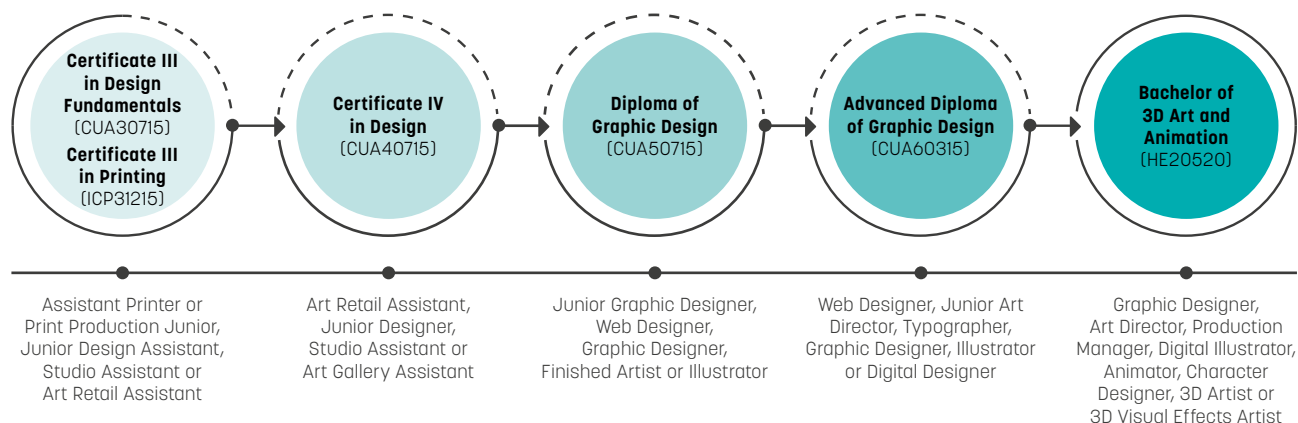 Certificate III
in Design
Fundamentals
(CUA30715)
Certificate III
in Printing
(ICP31215)
Certificate IV
in Design
(CUA40715)
Diploma of
Graphic Design
(CUA50715)
Advanced Diploma
of Graphic Design
(CUA60315)
Bachelor of
3D Art and
Animation
(HE20520)
Assistant Printer or
Print Production Junior,
Junior Design Assistant,
Studio Assistant or
Art Retail Assistant
Art Retail Assistant,
Junior Designer,
Studio Assistant or
Art Gallery Assistant
Junior Graphic Designer,
Web Designer,
Graphic Designer,
Finished Artist or Illustrator
Web Designer, Junior Art
Director, Typographer,
Graphic Designer, Illustrator
or Digital Designer
Graphic Designer,
Art Director, Production
Manager, Digital Illustrator,
Animator, Character
Designer, 3D Artist or
3D Visual Effects Artist